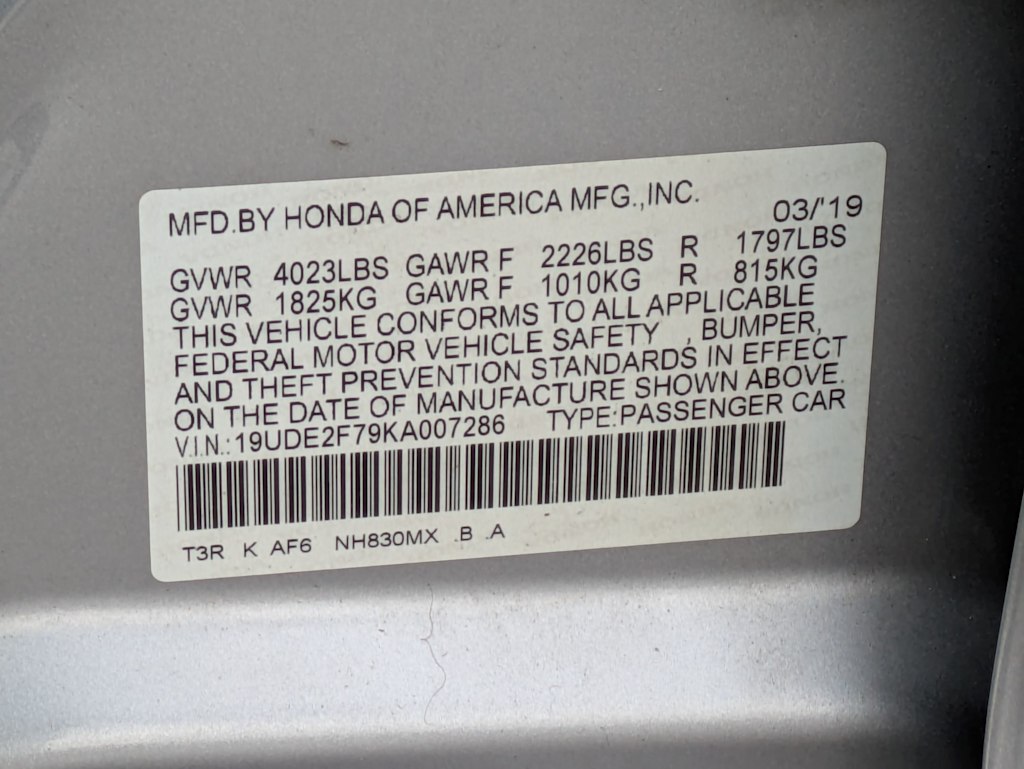 MFD.BY HONDA OF AMERICA MFG.,INC.
03/'19
GVWR 4023LBS GAWR F 2226LBS R 1797LBS
GVWR 1825KG GAWR F 1010KG R 815KG
THIS VEHICLE CONFORMS TO ALL APPLICABLE
FEDERAL MOTOR VEHICLE SAFETY , BUMPER,
AND THEFT PREVENTION STANDARDS IN EFFECT
ON THE DATE OF MANUFACTURE SHOWN ABOVE.
V.I.N.: 19UDE2F79KA007286 TYPE:PASSENGER CAR
T3R K AF6 NH830MX .B .A